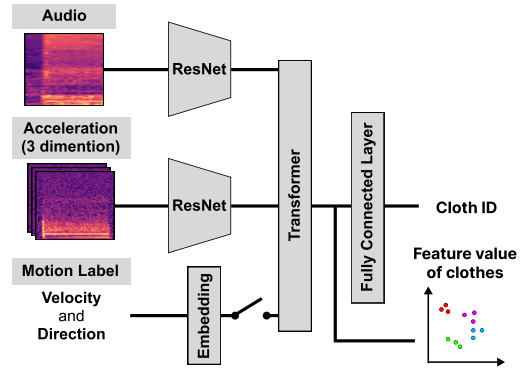 Audio
ResNet
Acceleration
(3 dimention)
ResNet
Motion Label
Velocity
and
Direction
Embedding
Transformer
Fully Connected Layer
Cloth ID
Feature value
of clothes